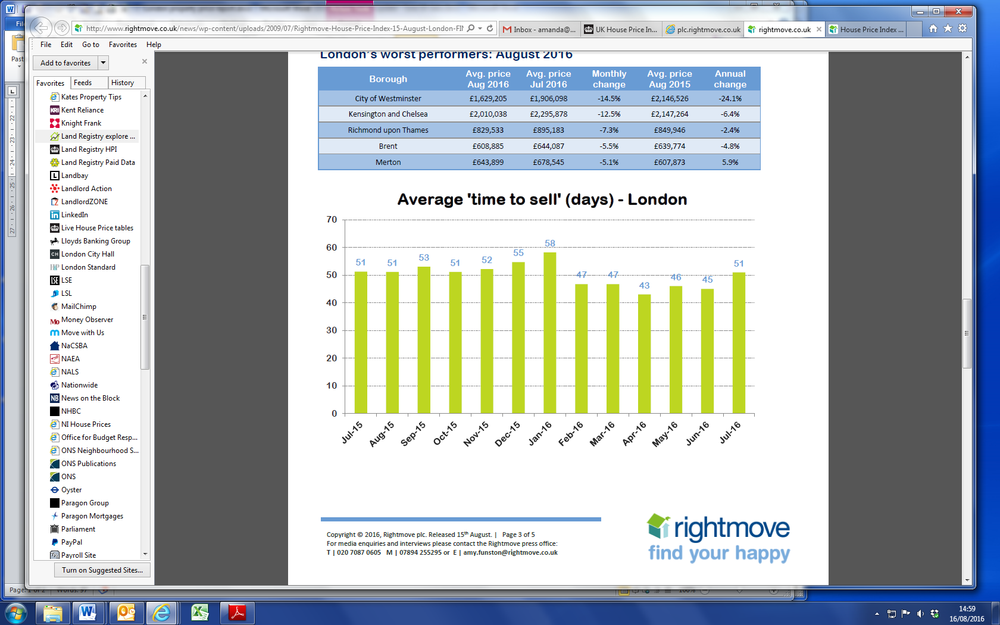 Fil
http://www.rightmove.co.uk/news/wp-content/uploads/2009/07/Rightmove-House-Price-Index-15-August-London-FIN
Inbox - amanda@...
UK House Price In...
plc.rightmove.co.uk
rightmove.co.uk
House Price Index ...
File Edit Go to Favorites Help
Past
Add to favorites
Favorites Feeds History
Kates Property Tips
Kent Reliance
Knight Frank
Land Registry explore ...
Land Registry HPI
Land Registry Paid Data
Landbay
Landlord Action
LandlordZONE
LinkedIn
Live House Price tables
Lloyds Banking Group
London City Hall
London Standard
LSE
LSL
MailChimp
Money Observer
Move with Us
NaCSBA
NAEA
NALS
Nationwide
News on the Block
NHBC
NI House Prices
Office for Budget Resp...
ONS Neighbourhood S...
ONS Publications
ONS
Oyster
Paragon Group
Paragon Mortgages
Parliament
PayPal
Payroll Site
Turn on Suggested Sites...
London's worst performers: August 2016
Borough Avg. price Aug 2016 Avg. price Jul 2016 Monthly change Avg. price Aug 2015 Annual change
City of Westminster £1,629,205 £1,906,098 -14.5% £2,146,526 -24.1%
Kensington and Chelsea £2,010,038 £2,295,878 -12.5% £2,147,264 -6.4%
Richmond upon Thames £829,533 £895,183 -7.3% £849,946 -2.4%
Brent £608,885 £644,087 -5.5% £639,774 -4.8%
Merton £643,899 £678,545 -5.1% £607,873 5.9%
Average 'time to sell' (days) - London
70
60
50
40
30
20
10
0
51 51 53 51 52 55 58 47 47 43 46 45 51
Jul-15 Aug-15 Sep-15 Oct-15 Nov-15 Dec-15 Jan-16 Feb-16 Mar-16 Apr-16 May-16 Jun-16 Jul-16
Copyright © 2016, Rightmove plc. Released 15th August. | Page 3 of 5
For media enquiries and interviews please contact the Rightmove press office:
T | 020 7087 0605 M | 07894 255295 or E | amy.funston@rightmove.co.uk
rightmove
find your happy
14:59
16/08/2016